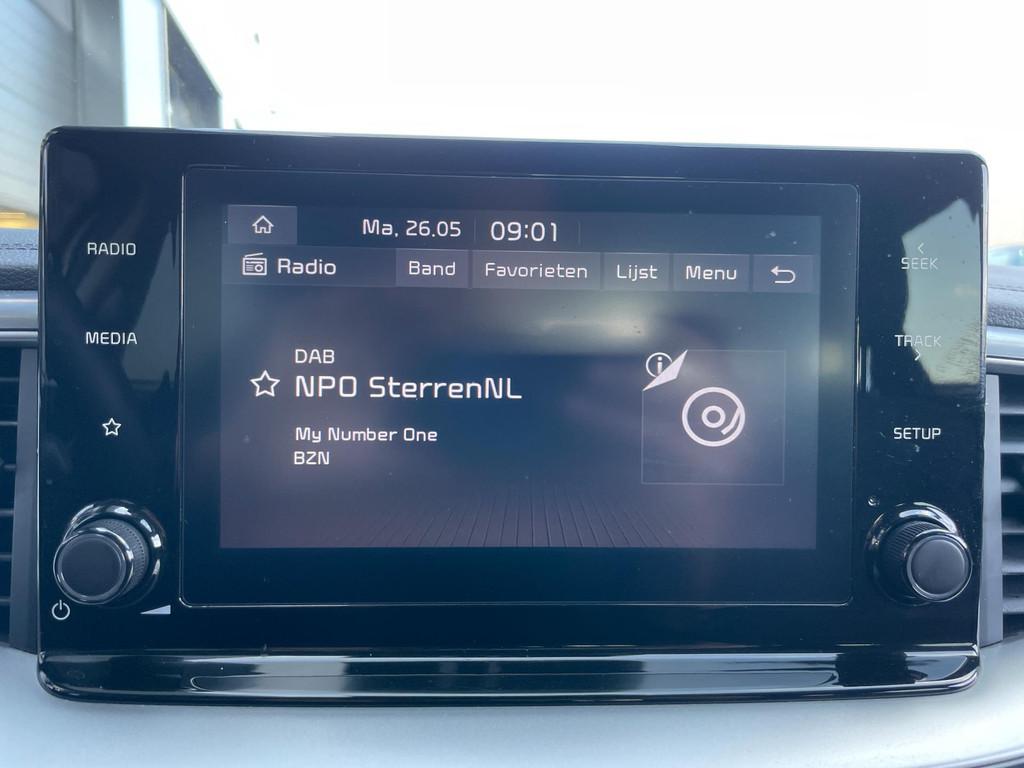 Ma, 26.05 09:01
Radio Band Favorieten Lijst Menu
DAB
NPO SterrenNL
My Number One
BZN
RADIO
MEDIA
SEEK
TRACK
SETUP